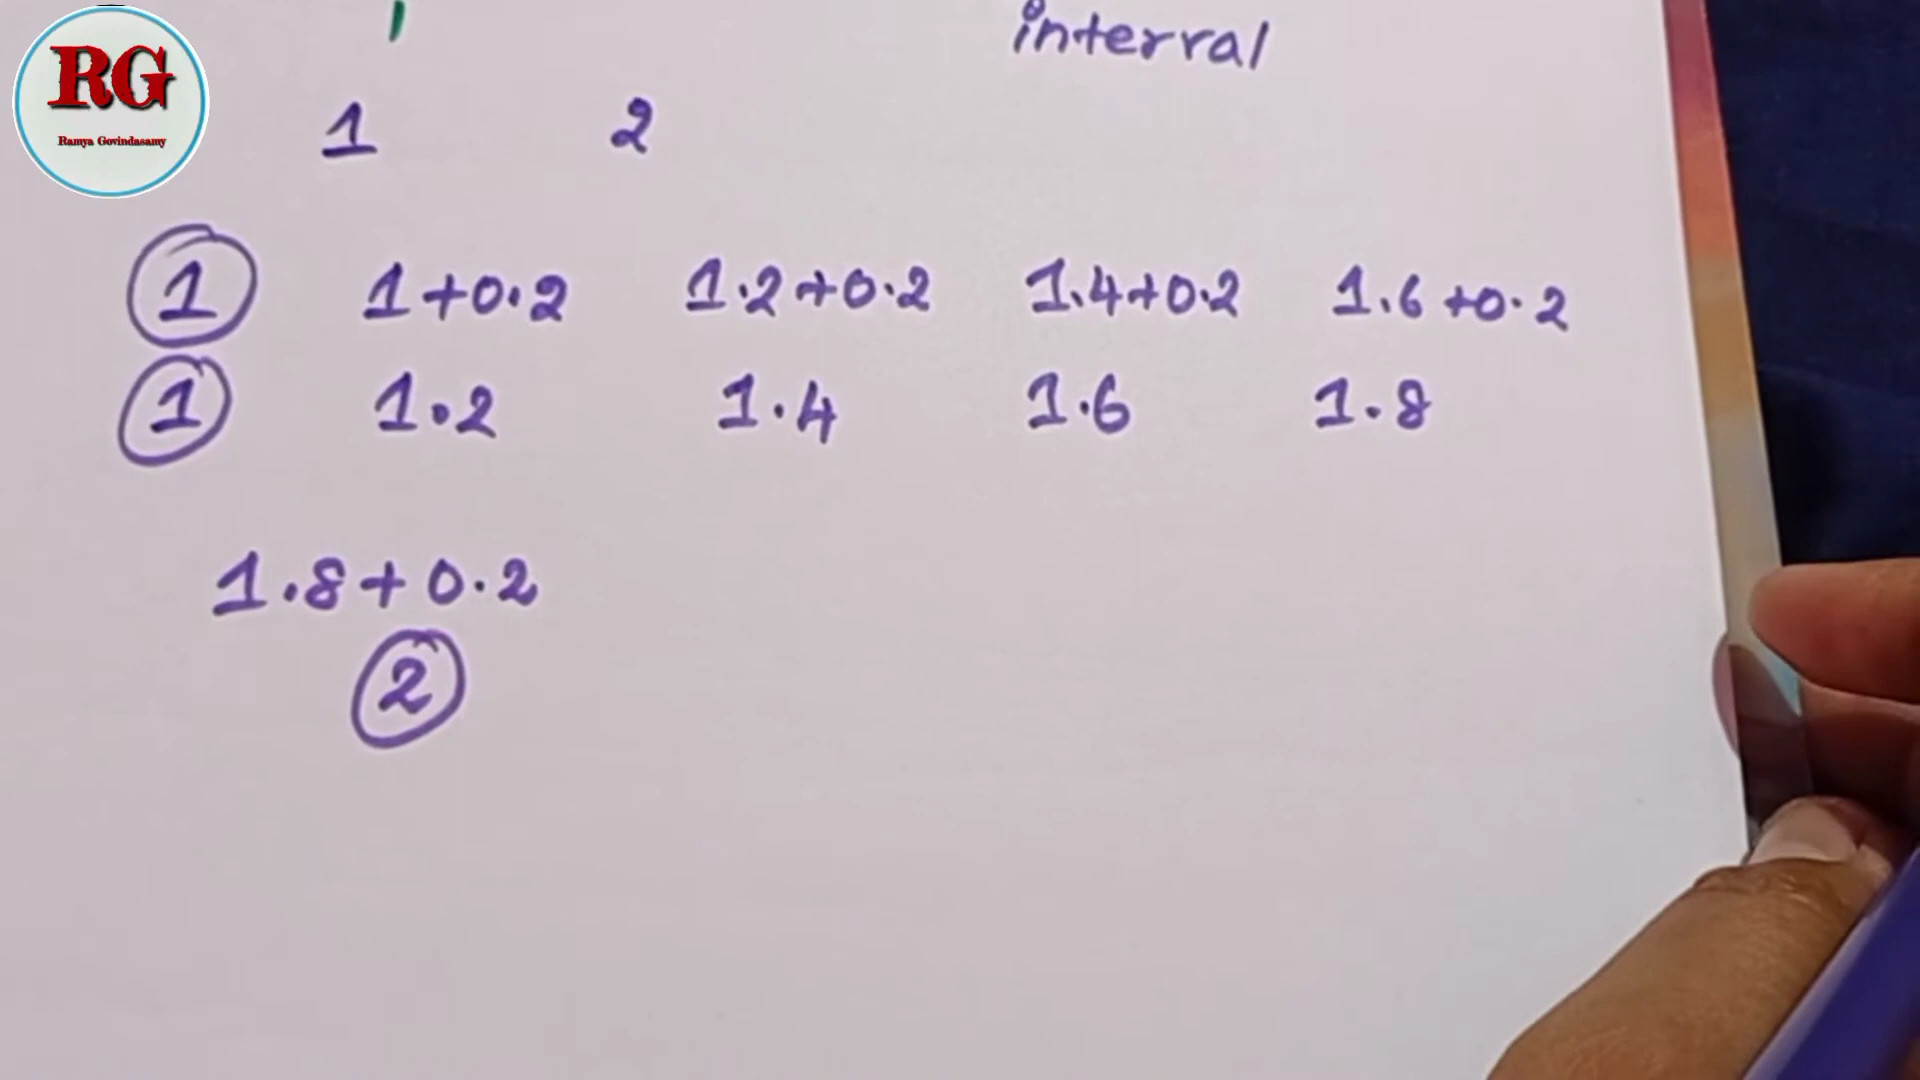 RG
Ramya Govindasamy
interral
1 2
1 1+0.2 1.2+0.2 1.4+0.2 1.6+0.2
1 1.2 1.4 1.6 1.8
1.8+0.2
2